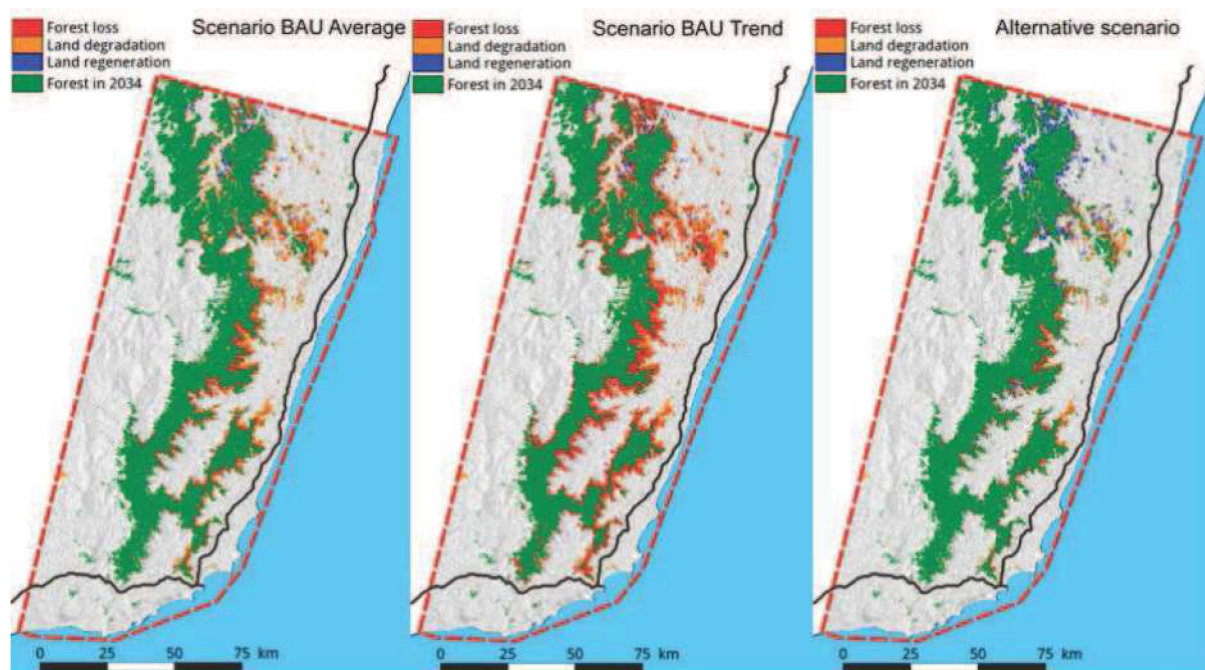 Scenario BAU Average
Forest loss
Land degradation
Land regeneration
Forest in 2034
0 25 50 75 km
Scenario BAU Trend
Forest loss
Land degradation
Land regeneration
Forest in 2034
0 25 50 75 km
Alternative scenario
Forest loss
Land degradation
Land regeneration
Forest in 2034
0 25 50 75 km